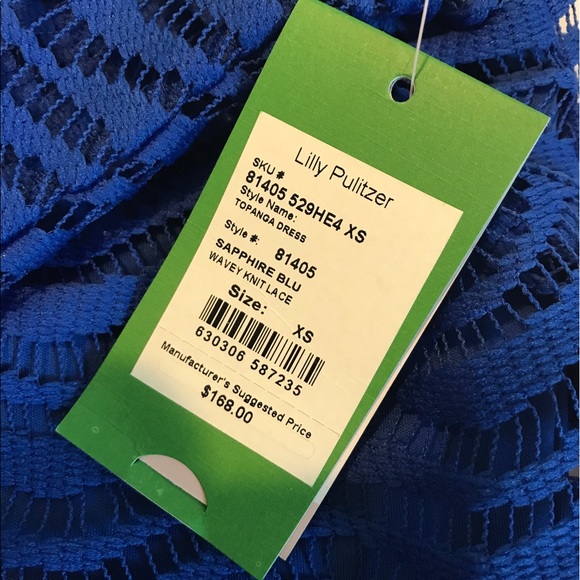 Lilly Pulitzer
SKU #
81405 529HE4 XS
Style Name:
TOPANGA DRESS
Style #: 81405
SAPPHIRE BLU
WAVEY KNIT LACE
Size: XS
630306 587235
Manufacturer's Suggested Price
$168.00